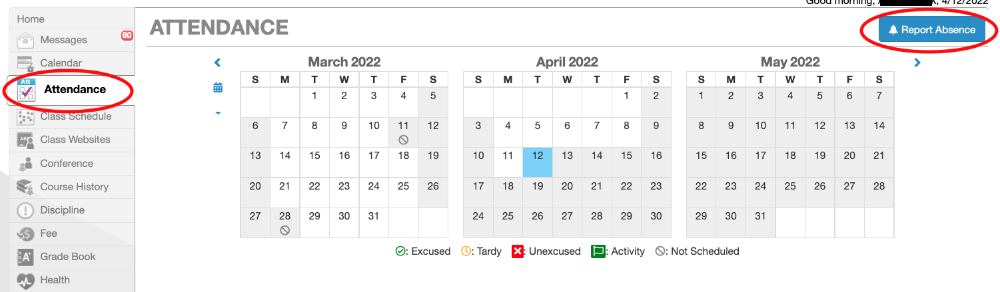 Good morning, 4/12/2022
Home
ATTENDANCE
Report Absence
Messages
80
Calendar
Att
Attendance
Class Schedule
Class Websites
Conference
Course History
Discipline
Fee
Grade Book
Health
March 2022
S M T W T F S
1 2 3 4 5
6 7 8 9 10 11 12
13 14 15 16 17 18 19
20 21 22 23 24 25 26
27 28 29 30 31
April 2022
S M T W T F S
1 2
3 4 5 6 7 8 9
10 11 12 13 14 15 16
17 18 19 20 21 22 23
24 25 26 27 28 29 30
May 2022
S M T W T F S
1 2 3 4 5 6 7
8 9 10 11 12 13 14
15 16 17 18 19 20 21
22 23 24 25 26 27 28
29 30 31
: Excused : Tardy : Unexcused : Activity : Not Scheduled